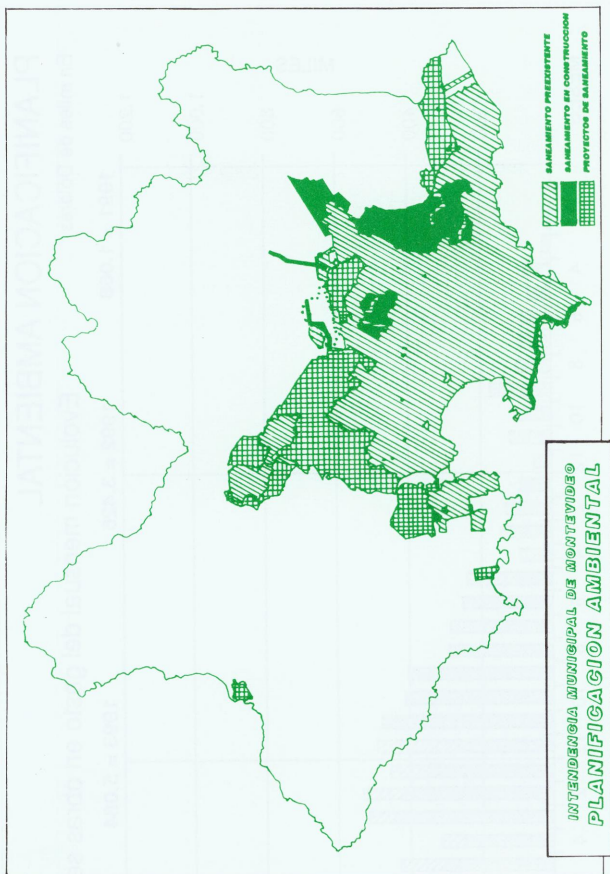 SANEAMIENTO PREEXISTENTE
SANEAMIENTO EN CONSTRUCCION
PROYECTOS DE SANEAMIENTO
INTENDENCIA MUNICIPAL DE MONTEVIDEO
PLANIFICACION AMBIENTAL